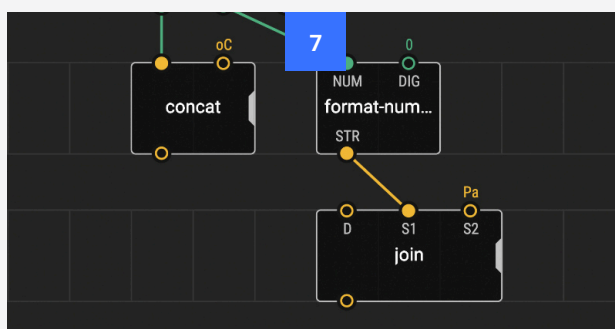 7
oC
0
NUM DIG
concat
format-num...
STR
Pa
D S1 S2
join